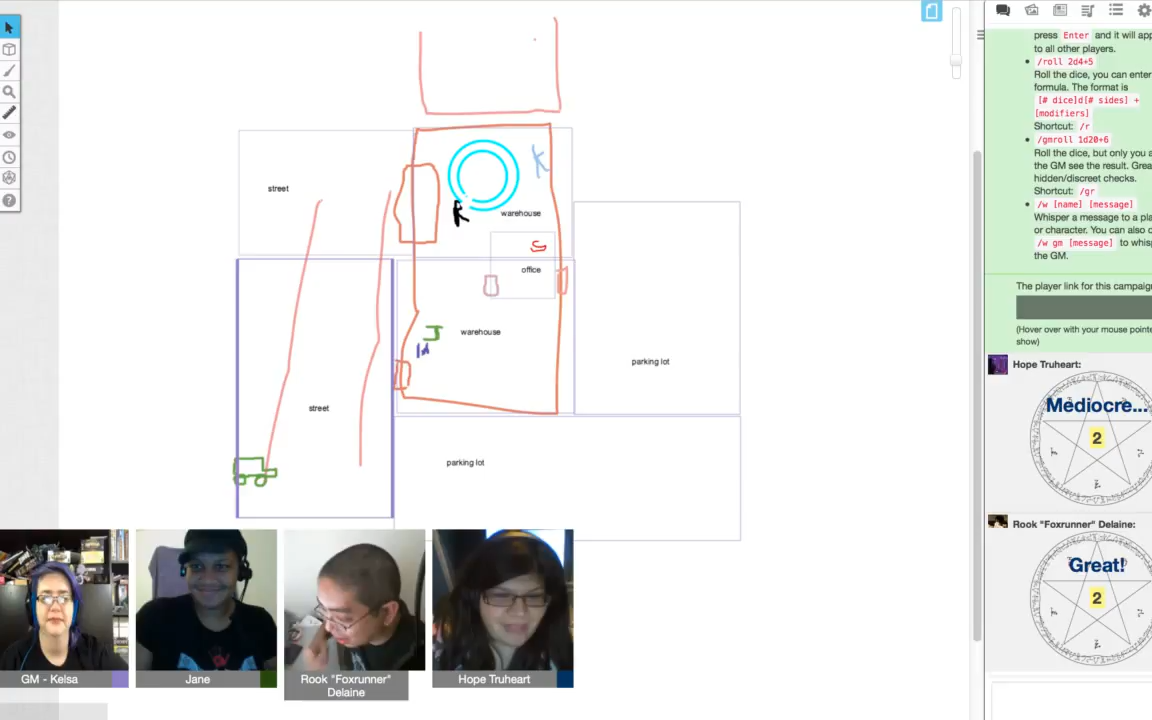 street
K
K
warehouse
S
office
J
warehouse
parking lot
street
parking lot
GM - Kelsa
Jane
Rook "Foxrunner"
Delaine
Hope Truheart
press Enter and it will app
to all other players.
/roll 2d4+5
Roll the dice, you can enter
formula. The format is
[# dice]d[# sides] +
[modifiers]
Shortcut: /r
/gmroll 1d20+6
Roll the dice, but only you a
the GM see the result. Grea
hidden/discreet checks.
Shortcut: /gr
/w [name] [message]
Whisper a message to a pla
or character. You can also u
/w gm [message] to whisp
the GM.
The player link for this campaign
(Hover over with your mouse pointe
show)
Hope Truheart:
Mediocre...
2
Rook "Foxrunner" Delaine:
Great!
2